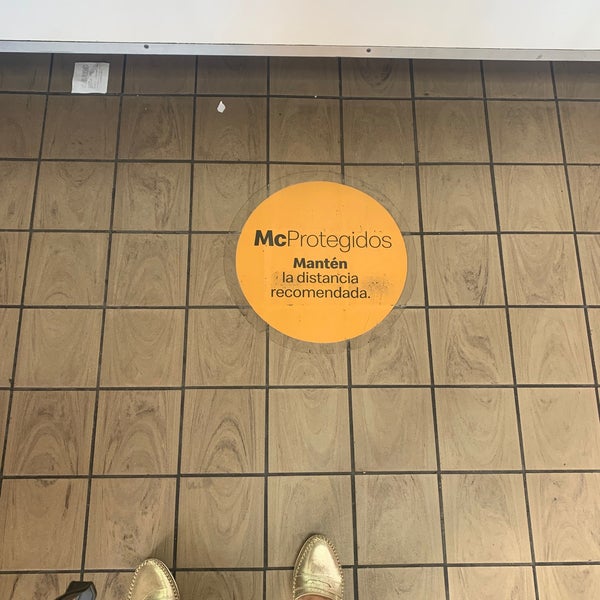 McProtegidos
Mantén
la distancia
recomendada.